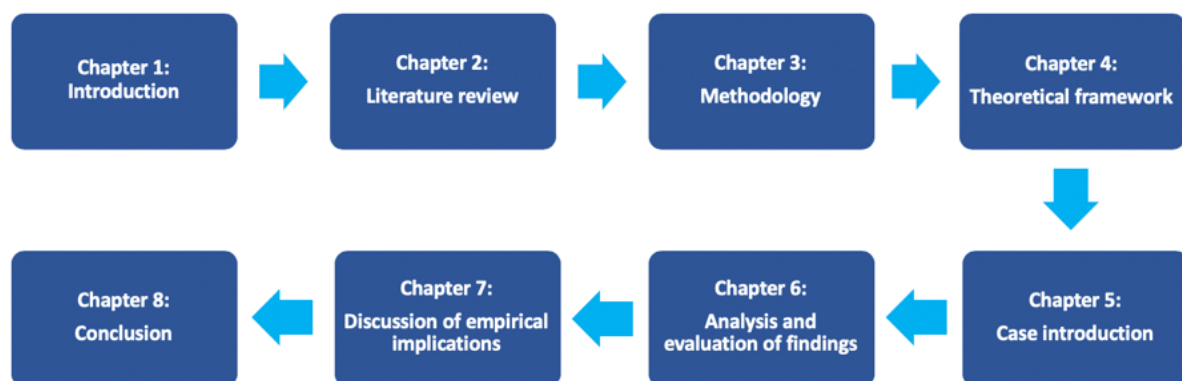 Chapter 1:
Introduction
Chapter 2:
Literature review
Chapter 3:
Methodology
Chapter 4:
Theoretical framework
Chapter 5:
Case introduction
Chapter 6:
Analysis and
evaluation of findings
Chapter 7:
Discussion of empirical
implications
Chapter 8:
Conclusion